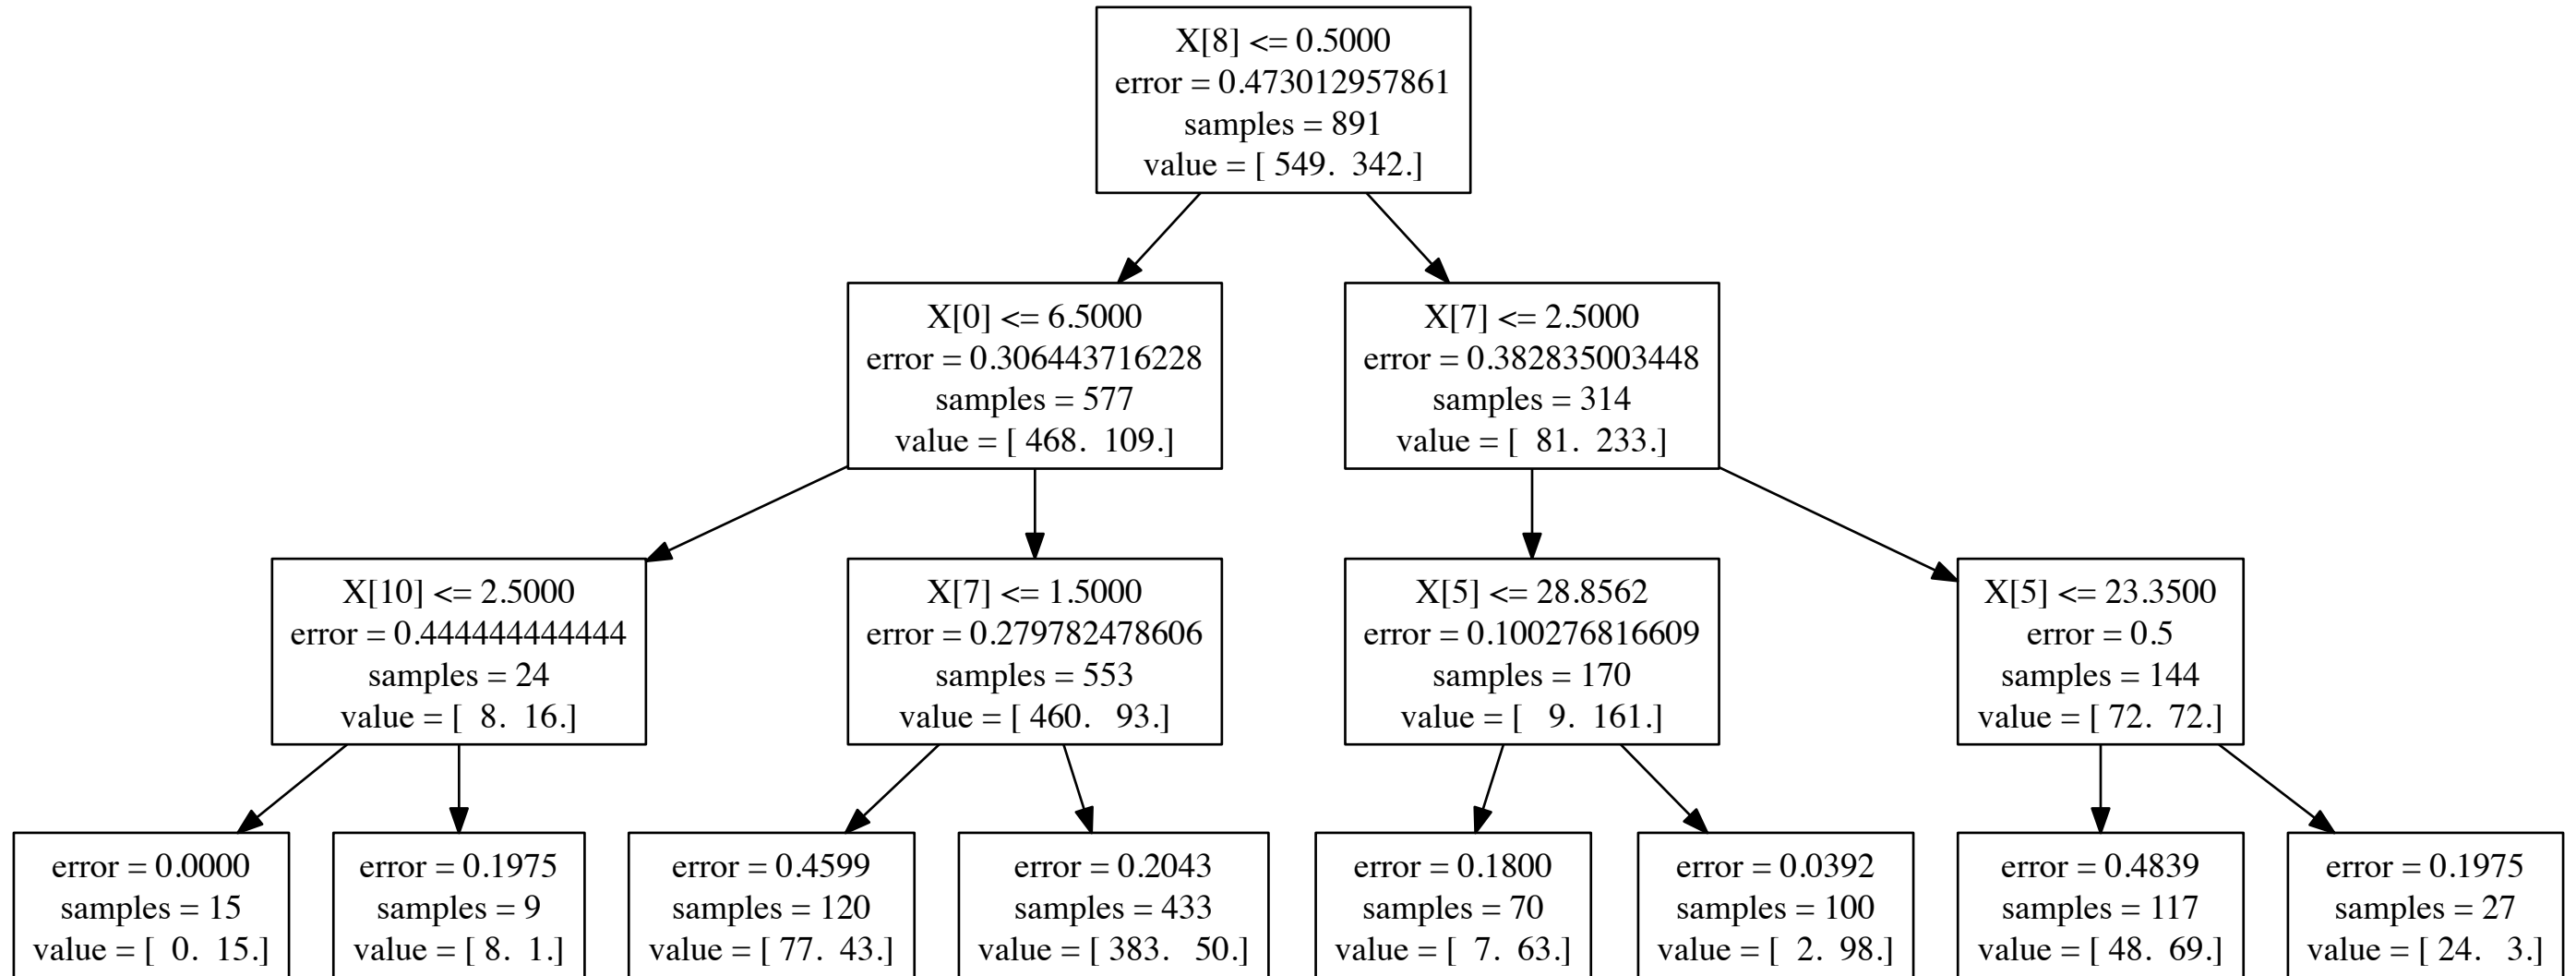 X[8] <= 0.5000
error = 0.473012957861
samples = 891
value = [ 549.  342.]
X[0] <= 6.5000
error = 0.306443716228
samples = 577
value = [ 468.  109.]
X[7] <= 2.5000
error = 0.382835003448
samples = 314
value = [  81.  233.]
X[10] <= 2.5000
error = 0.444444444444
samples = 24
value = [  8.  16.]
X[7] <= 1.5000
error = 0.279782478606
samples = 553
value = [ 460.   93.]
X[5] <= 28.8562
error = 0.100276816609
samples = 170
value = [   9.  161.]
X[5] <= 23.3500
error = 0.5
samples = 144
value = [ 72.  72.]
error = 0.0000
samples = 15
value = [  0.  15.]
error = 0.1975
samples = 9
value = [ 8.  1.]
error = 0.4599
samples = 120
value = [ 77.  43.]
error = 0.2043
samples = 433
value = [ 383.   50.]
error = 0.1800
samples = 70
value = [  7.  63.]
error = 0.0392
samples = 100
value = [  2.  98.]
error = 0.4839
samples = 117
value = [ 48.  69.]
error = 0.1975
samples = 27
value = [ 24.   3.]